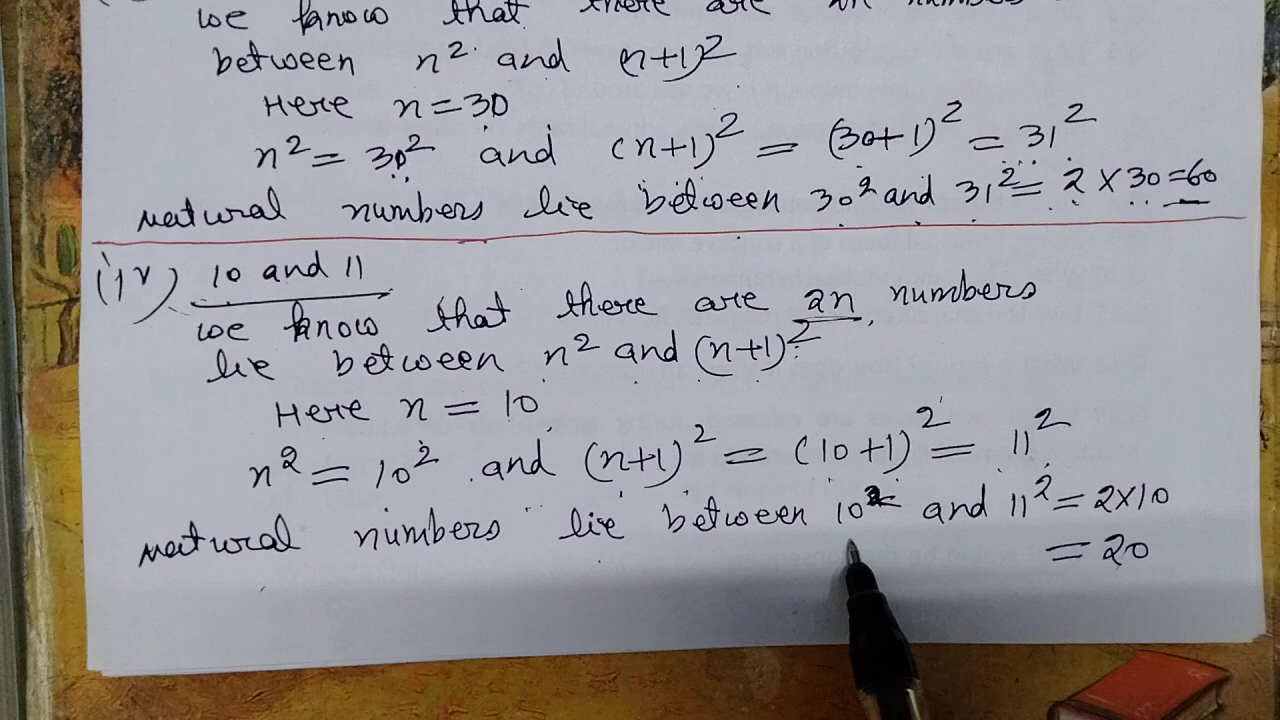 we know that there are 2n numbers
between n² and (n+1)²
Here n=30
n² = 30² and (n+1)² = (30+1)² = 31²
natural numbers lie between 30² and 31² = 2 × 30 = 60
(iv) 10 and 11
we know that there are 2n numbers
lie between n² and (n+1)²
Here n = 10
n² = 10² and (n+1)² = (10+1)² = 11²
natural numbers lie between 10² and 11² = 2×10
= 20